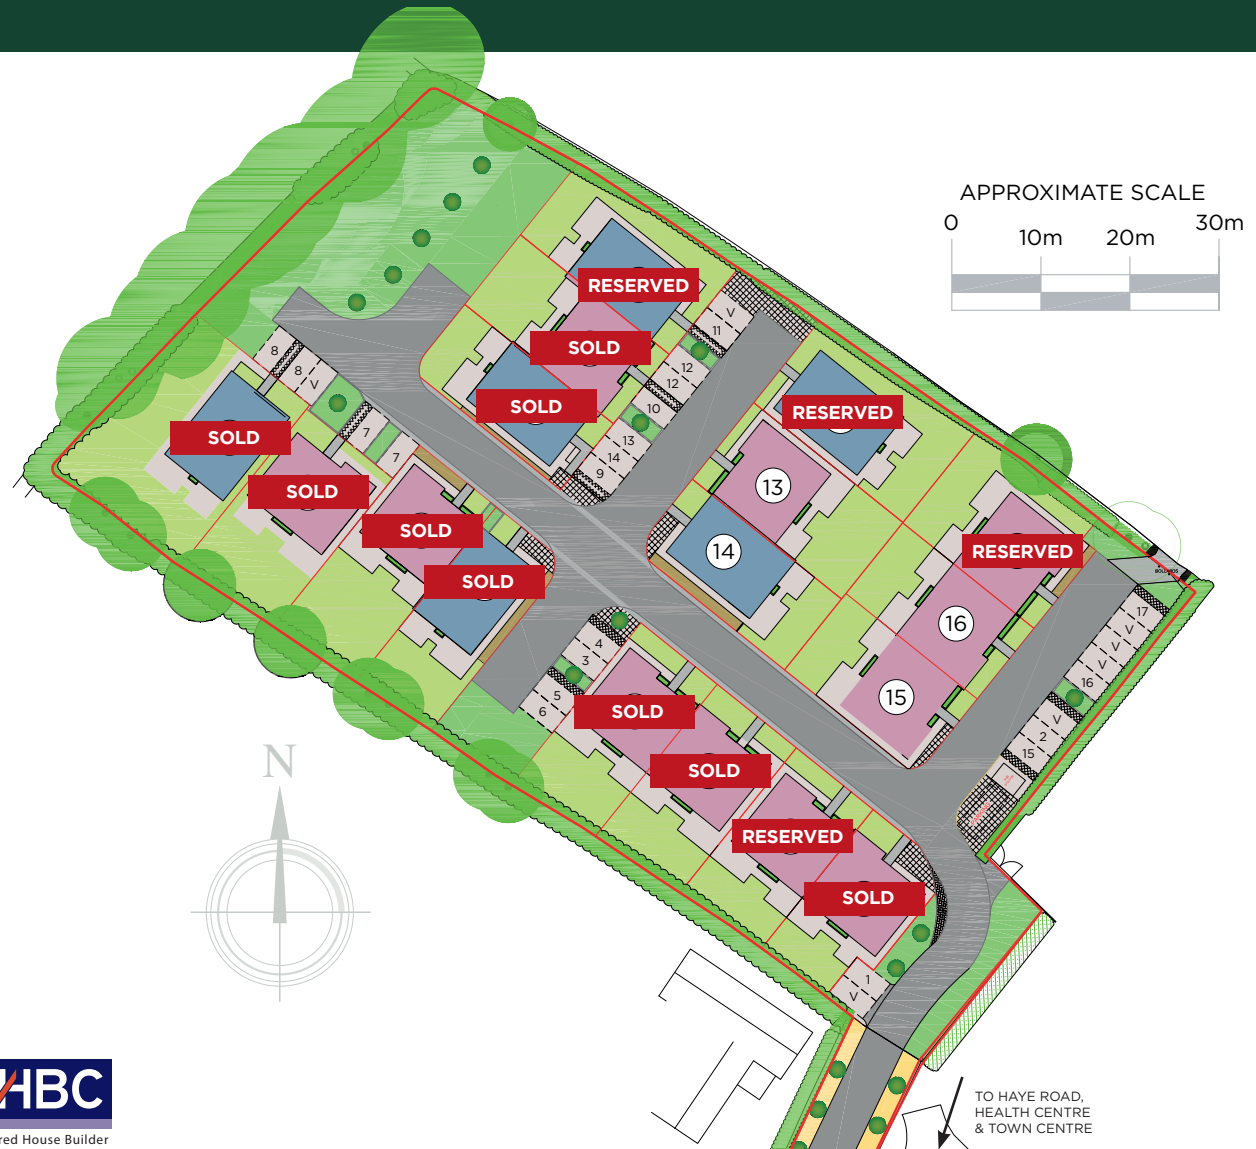 APPROXIMATE SCALE
0
10m
20m
30m
RESERVED
SOLD
SOLD
V
11
12
12
10
13
14
9
8
8
V
7
7
SOLD
SOLD
SOLD
SOLD
RESERVED
13
14
RESERVED
16
15
17
V
V
V
16
V
2
15
4
3
5
6
SOLD
SOLD
RESERVED
SOLD
1
V
N
HBC
red House Builder
TO HAYE ROAD,
HEALTH CENTRE
& TOWN CENTRE